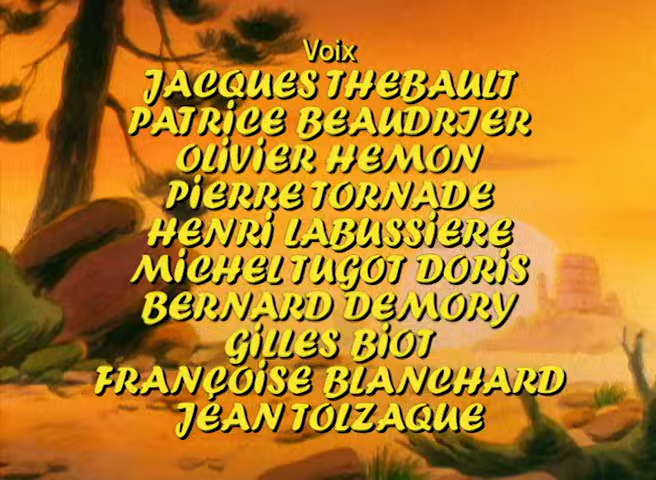 Voix
JACQUES THEBAULT
PATRiCE BEAUDRIER
OLiViER HEMON
PiERRE TORNADE
HENRi LABUSSiERE
MiCHEL TUGOT DORiS
BERNARD DEMORY
GiLLES BiOT
FRANÇOiSE BLANCHARD
JEAN TOLZAQUE